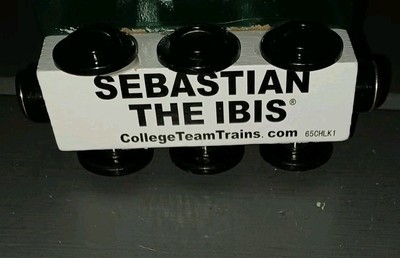 SEBASTIAN
THE IBIS®
CollegeTeamTrains.com 65CHLK1